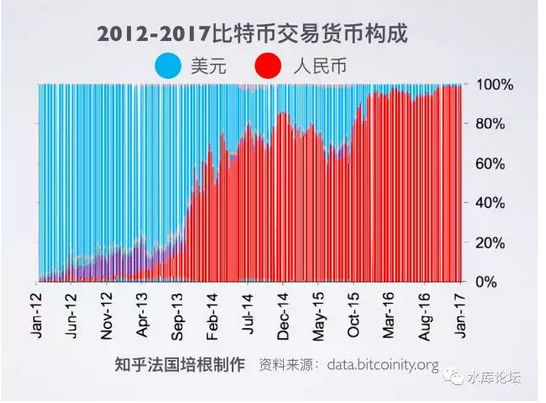 2012-2017比特币交易货币构成
美元 人民币
100%
80%
60%
40%
20%
0%
Jan-12 Jun-12 Nov-12 Apr-13 Sep-13 Feb-14 Jul-14 Dec-14 May-15 Oct-15 Mar-16 Aug-16 Jan-17
知乎法国培根制作 资料来源：data.bitcoinity.org
水库论坛